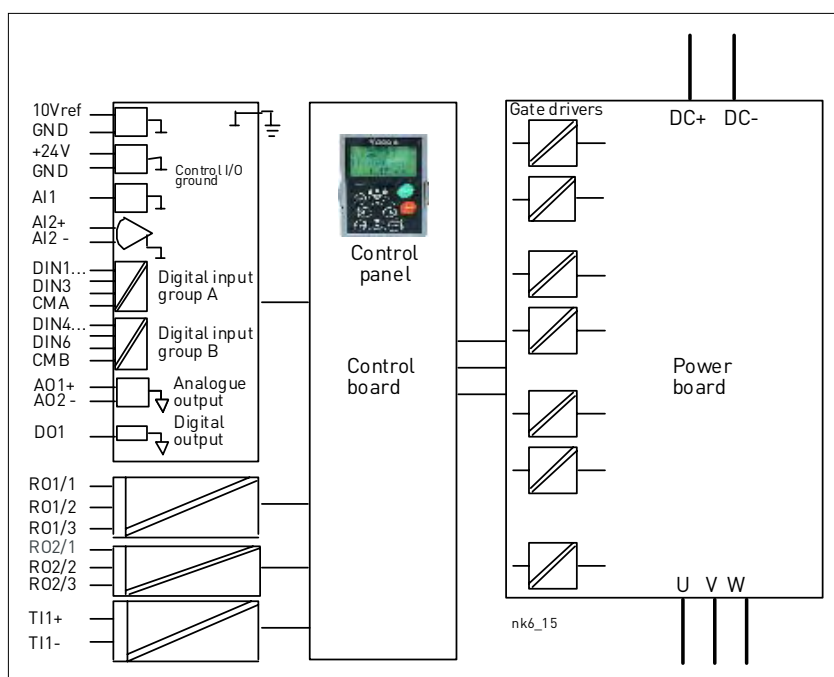 10Vref
GND
+24V
GND
Control I/O
ground
AI1
AI2+
AI2 -
DIN1...
DIN3
CMA
Digital input
group A
DIN4...
DIN6
CMB
Digital input
group B
AO1+
AO2 -
Analogue
output
DO1
Digital
output
RO1/1
RO1/2
RO1/3
RO2/1
RO2/2
RO2/3
TI1+
TI1-
Control
panel
Control
board
Gate drivers
DC+ DC-
Power
board
U V W
nk6_15